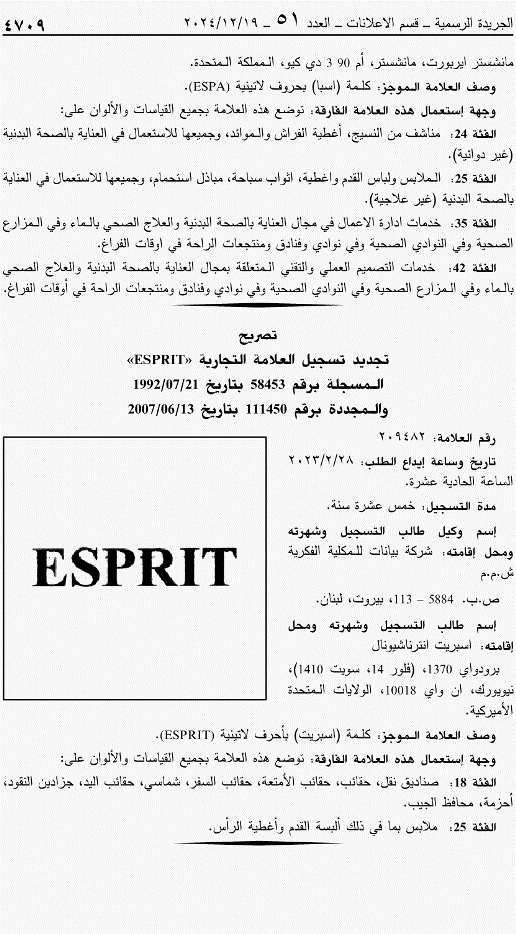 الجريدة الرسمية ــ قسم الاعلانات ــ العدد ٥١ ــ ٢٠٢٤/١٢/١٩
٤٧٠٩
مانشستر ايربورت، مانشستر، أم 90 3 دي كيو، المملكة المتحدة.
وصف العلامة الموجز: كلمة (اسبا) بحروف لاتينية (ESPA).
وجهة إستعمال هذه العلامة الفارقة: توضع هذه العلامة بجميع القياسات والألوان على:
الفئة 24: مناشف من النسيج، أغطية الفراش والموائد، وجميعها للاستعمال في العناية بالصحة البدنية
(غير دوائية).
الفئة 25: الملابس ولباس القدم واغطية، اثواب سباحة، مباذل استحمام، وجميعها للاستعمال في العناية
بالصحة البدنية (غير علاجية).
الفئة 35: خدمات ادارة الاعمال في مجال العناية بالصحة البدنية والعلاج الصحي بالماء وفي المزارع
الصحية وفي النوادي الصحية وفي نوادي وفنادق ومنتجعات الراحة في اوقات الفراغ.
الفئة 42: خدمات التصميم العملي والتقني المتعلقة بمجال العناية بالصحة البدنية والعلاج الصحي
بالماء وفي المزارع الصحية وفي النوادي الصحية وفي نوادي وفنادق ومنتجعات الراحة في أوقات الفراغ.
تصريح
تجديد تسجيل العلامة التجارية «ESPRIT»
المسجلة برقم 58453 بتاريخ 1992/07/21
والمجددة برقم 111450 بتاريخ 2007/06/13
رقم العلامة: ٢٠٩٤٨٢
تاريخ وساعة إيداع الطلب: ٢٠٢٣/٢/٢٨
الساعة الحادية عشرة.
مدة التسجيل: خمس عشرة سنة.
إسم وكيل طالب التسجيل وشهرته
ومحل إقامته: شركة بيانات للمكلية الفكرية
ش.م.م
ص.ب. 5884 – 113، بيروت، لبنان.
إسم طالب التسجيل وشهرته ومحل
إقامته: اسبريت انترناشيونال
برودواي 1370، (فلور 14، سويت 1410)،
نيويورك، ان واي 10018، الولايات المتحدة
الأميركية.
ESPRIT
وصف العلامة الموجز: كلمة (اسبريت) بأحرف لاتينية (ESPRIT).
وجهة إستعمال هذه العلامة الفارقة: توضع هذه العلامة بجميع القياسات والألوان على:
الفئة 18: صناديق نقل، حقائب، حقائب الأمتعة، حقائب السفر، شماسي، حقائب اليد، جزادين النقود،
أحزمة، محافظ الجيب.
الفئة 25: ملابس بما في ذلك ألبسة القدم وأغطية الرأس.